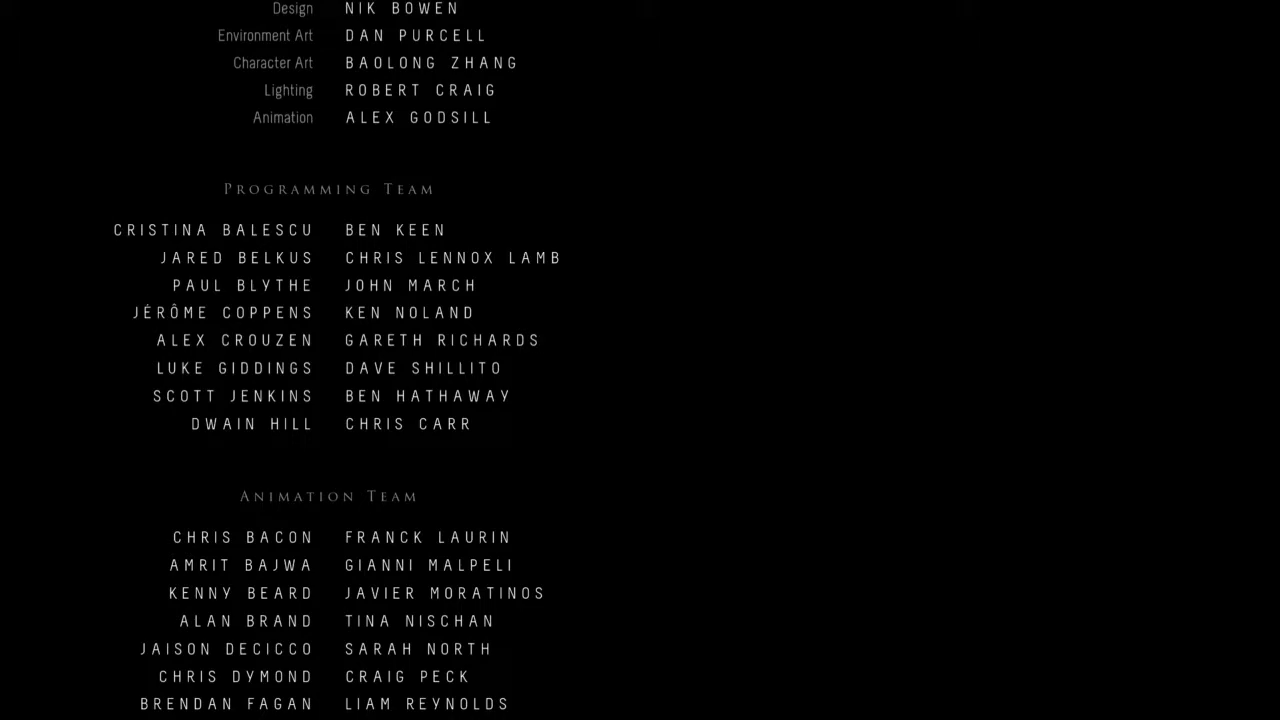 Design NIK BOWEN
Environment Art DAN PURCELL
Character Art BAOLONG ZHANG
Lighting ROBERT CRAIG
Animation ALEX GODSILL
PROGRAMMING TEAM
CRISTINA BALESCU BEN KEEN
JARED BELKUS CHRIS LENNOX LAMB
PAUL BLYTHE JOHN MARCH
JÉRÔME COPPENS KEN NOLAND
ALEX CROUZEN GARETH RICHARDS
LUKE GIDDINGS DAVE SHILLITO
SCOTT JENKINS BEN HATHAWAY
DWAIN HILL CHRIS CARR
ANIMATION TEAM
CHRIS BACON FRANCK LAURIN
AMRIT BAJWA GIANNI MALPELI
KENNY BEARD JAVIER MORATINOS
ALAN BRAND TINA NISCHAN
JAISON DECICCO SARAH NORTH
CHRIS DYMOND CRAIG PECK
BRENDAN FAGAN LIAM REYNOLDS